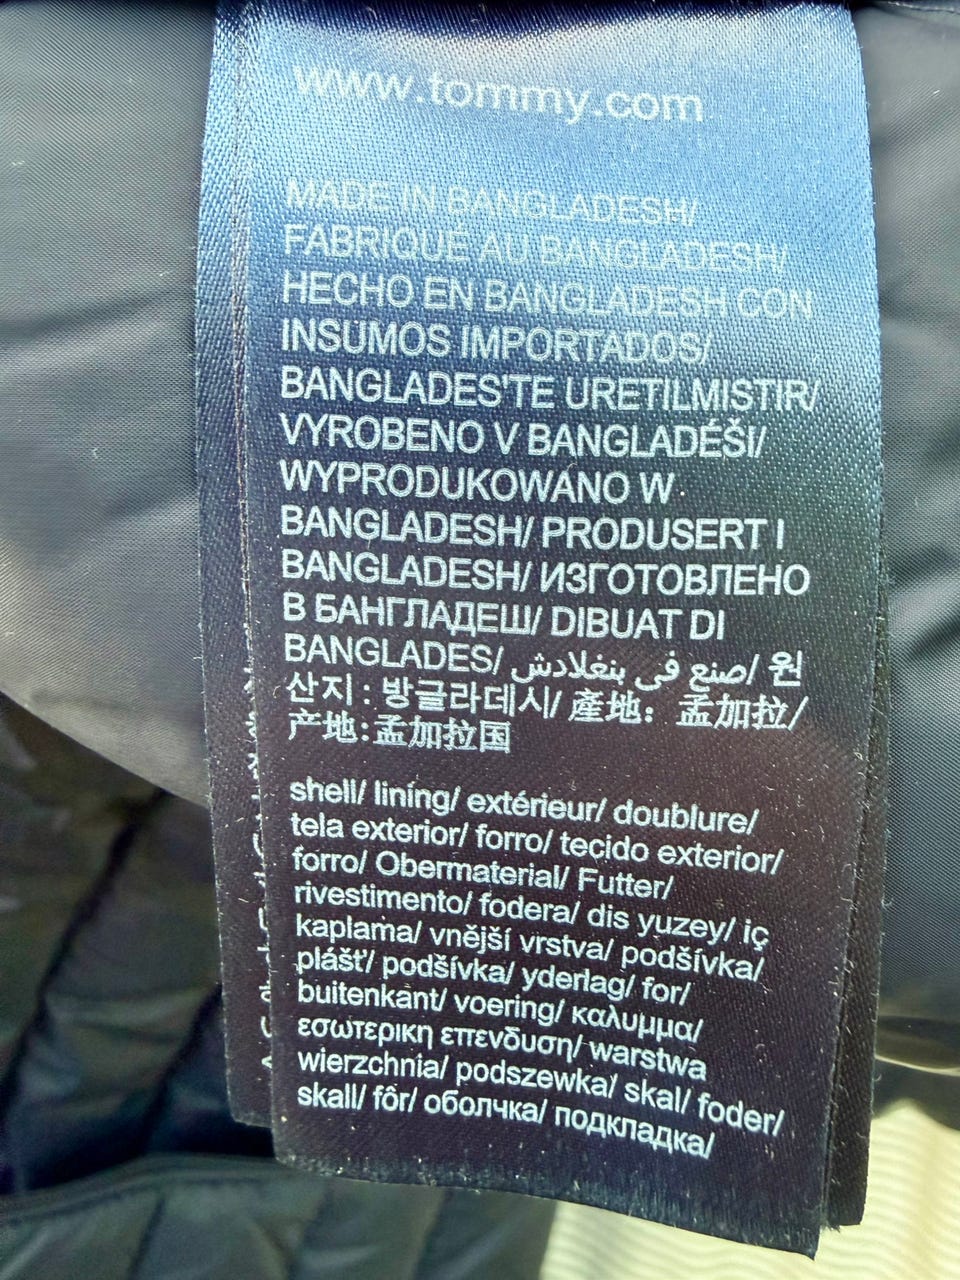 www.tommy.com
MADE IN BANGLADESH/
FABRIQUÉ AU BANGLADESH/
HECHO EN BANGLADESH CON
INSUMOS IMPORTADOS/
BANGLADES'TE URETILMISTIR/
VYROBENO V BANGLADÉŠI/
WYPRODUKOWANO W
BANGLADESH/ PRODUSERT I
BANGLADESH/ ИЗГОТОВЛЕНО
В БАНГЛАДЕШ/ DIBUAT DI
BANGLADES/ صنع في بنغلادش/ 원
산지 : 방글라데시/ 產地: 孟加拉/
产地:孟加拉国
shell/ lining/ extérieur/ doublure/
tela exterior/ forro/ tecido exterior/
forro/ Obermaterial/ Futter/
rivestimento/ fodera/ dis yuzey/ iç
kaplama/ vnější vrstva/ podšívka/
plášť/ podšívka/ yderlag/ for/
buitenkant/ voering/ καλυμμα/
εσωτερικη επενδυση/ warstwa
wierzchnia/ podszewka/ skal/ foder/
skall/ fôr/ оболчка/ подкладка/